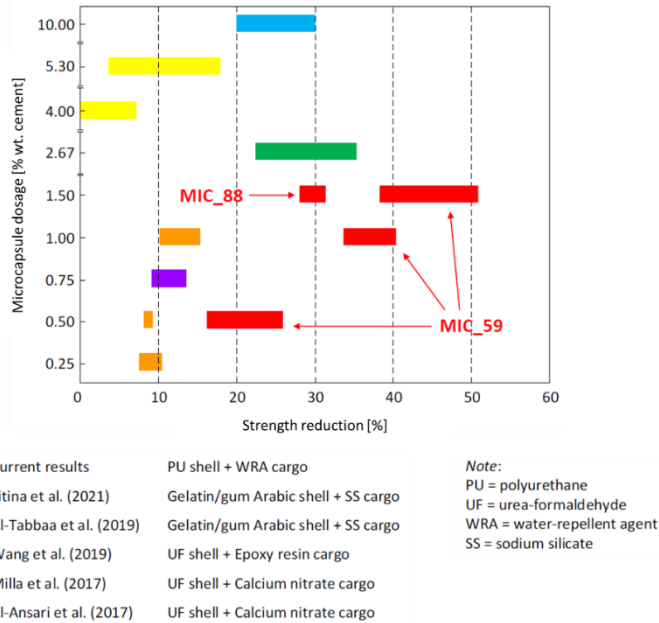 10.00
5.30
4.00
2.67
1.50
1.00
0.75
0.50
0.25
Microcapsule dosage [% wt. cement]
MIC_88
MIC_59
0 10 20 30 40 50 60
Strength reduction [%]
urrent results PU shell + WRA cargo
itina et al. (2021) Gelatin/gum Arabic shell + SS cargo
l-Tabbaa et al. (2019) Gelatin/gum Arabic shell + SS cargo
Wang et al. (2019) UF shell + Epoxy resin cargo
Milla et al. (2017) UF shell + Calcium nitrate cargo
l-Ansari et al. (2017) UF shell + Calcium nitrate cargo
Note:
PU = polyurethane
UF = urea-formaldehyde
WRA = water-repellent agent
SS = sodium silicate